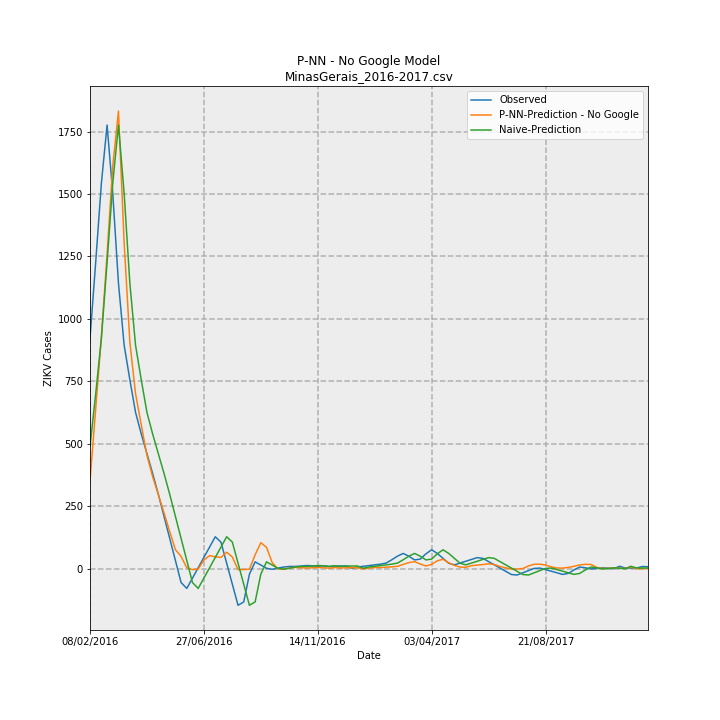 P-NN - No Google Model
MinasGerais_2016-2017.csv
Observed
P-NN-Prediction - No Google
Naive-Prediction
1750
1500
1250
1000
750
500
250
0
ZIKV Cases
08/02/2016 27/06/2016 14/11/2016 03/04/2017 21/08/2017
Date